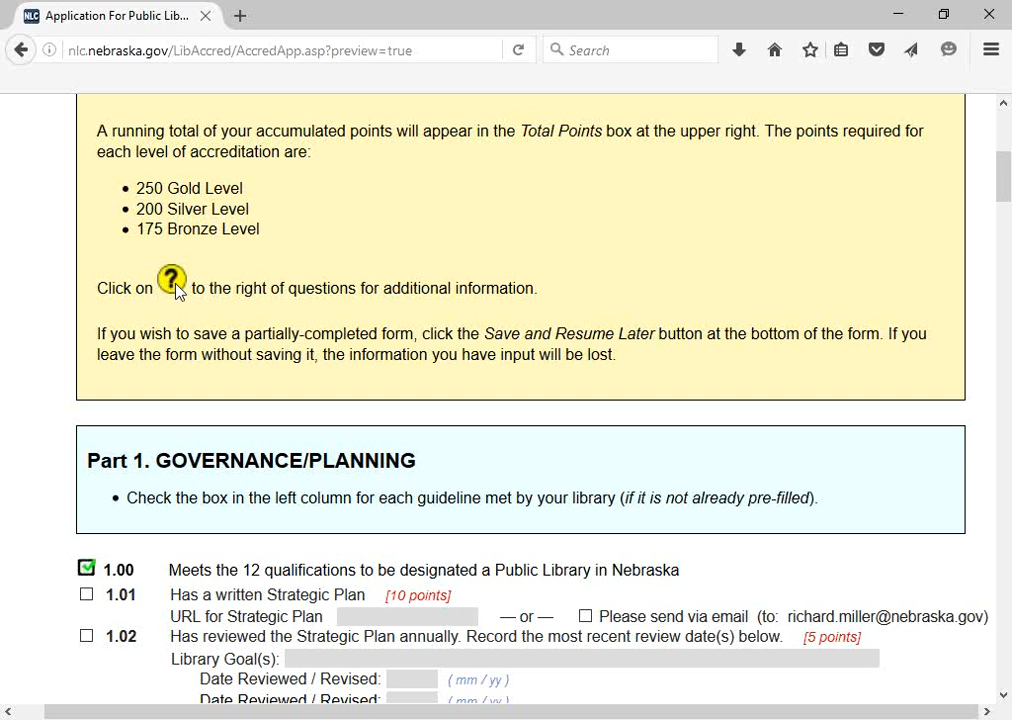 NLC Application For Public Lib...
nlc.nebraska.gov/LibAccred/AccredApp.asp?preview=true
Search
A running total of your accumulated points will appear in the Total Points box at the upper right. The points required for
each level of accreditation are:
• 250 Gold Level
• 200 Silver Level
• 175 Bronze Level
Click on ? to the right of questions for additional information.
If you wish to save a partially-completed form, click the Save and Resume Later button at the bottom of the form. If you
leave the form without saving it, the information you have input will be lost.
Part 1. GOVERNANCE/PLANNING
• Check the box in the left column for each guideline met by your library (if it is not already pre-filled).
1.00 Meets the 12 qualifications to be designated a Public Library in Nebraska
1.01 Has a written Strategic Plan [10 points]
URL for Strategic Plan — or — Please send via email (to: richard.miller@nebraska.gov)
1.02 Has reviewed the Strategic Plan annually. Record the most recent review date(s) below. [5 points]
Library Goal(s):
Date Reviewed / Revised: ( mm / yy )
Date Reviewed / Revised: ( mm / yy )